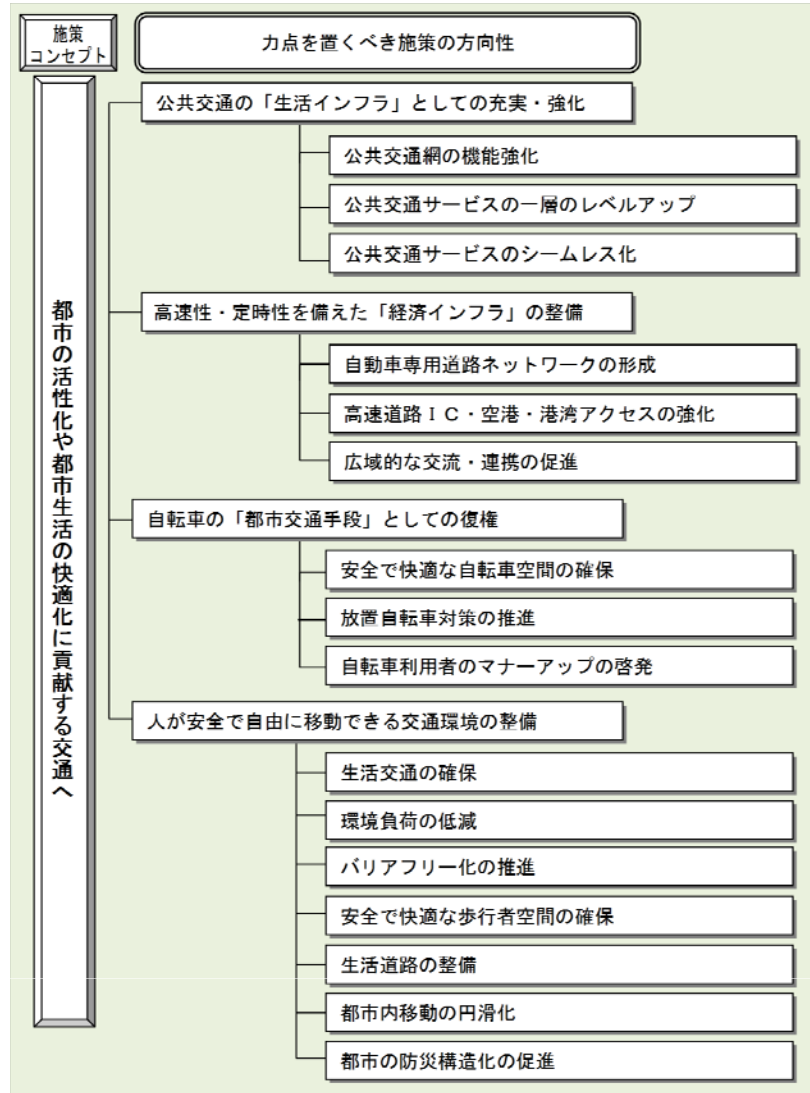 施策
コンセプト
力点を置くべき施策の方向性
都市の活性化や都市生活の快適化に貢献する交通へ
公共交通の「生活インフラ」としての充実・強化
公共交通網の機能強化
公共交通サービスの一層のレベルアップ
公共交通サービスのシームレス化
高速性・定時性を備えた「経済インフラ」の整備
自動車専用道路ネットワークの形成
高速道路ＩＣ・空港・港湾アクセスの強化
広域的な交流・連携の促進
自転車の「都市交通手段」としての復権
安全で快適な自転車空間の確保
放置自転車対策の推進
自転車利用者のマナーアップの啓発
人が安全で自由に移動できる交通環境の整備
生活交通の確保
環境負荷の低減
バリアフリー化の推進
安全で快適な歩行者空間の確保
生活道路の整備
都市内移動の円滑化
都市の防災構造化の促進